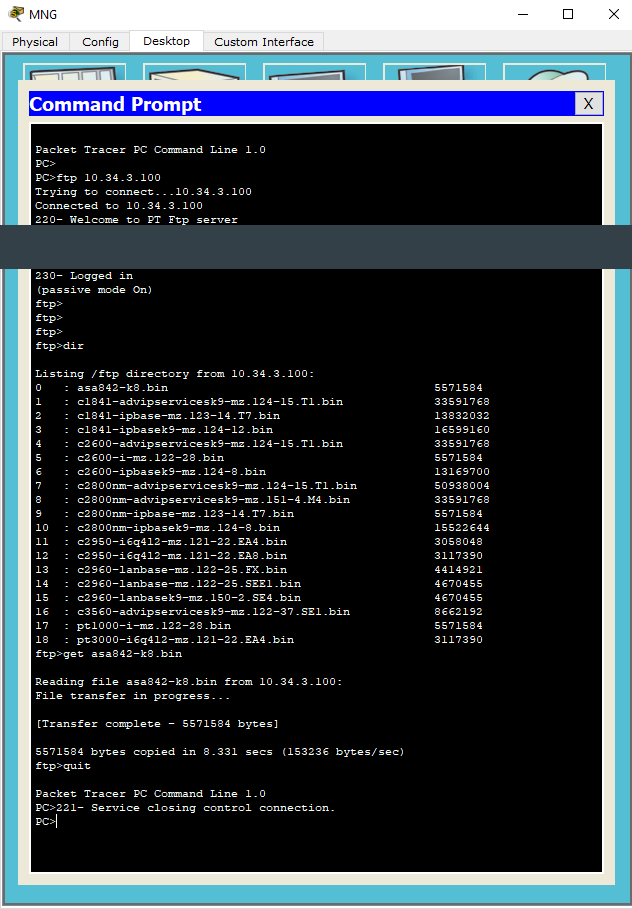 MNG
Physical Config Desktop Custom Interface
Command Prompt X
Packet Tracer PC Command Line 1.0
PC>
PC>ftp 10.34.3.100
Trying to connect...10.34.3.100
Connected to 10.34.3.100
220- Welcome to PT Ftp server
230- Logged in
(passive mode On)
ftp>
ftp>
ftp>
ftp>dir
Listing /ftp directory from 10.34.3.100:
0 : asa842-k8.bin 5571584
1 : c1841-advipservicesk9-mz.124-15.T1.bin 33591768
2 : c1841-ipbase-mz.123-14.T7.bin 13832032
3 : c1841-ipbasek9-mz.124-12.bin 16599160
4 : c2600-advipservicesk9-mz.124-15.T1.bin 33591768
5 : c2600-i-mz.122-28.bin 5571584
6 : c2600-ipbasek9-mz.124-8.bin 13169700
7 : c2800nm-advipservicesk9-mz.124-15.T1.bin 50938004
8 : c2800nm-advipservicesk9-mz.151-4.M4.bin 33591768
9 : c2800nm-ipbase-mz.123-14.T7.bin 5571584
10 : c2800nm-ipbasek9-mz.124-8.bin 15522644
11 : c2950-i6q4l2-mz.121-22.EA4.bin 3058048
12 : c2950-i6q4l2-mz.121-22.EA8.bin 3117390
13 : c2960-lanbase-mz.122-25.FX.bin 4414921
14 : c2960-lanbase-mz.122-25.SEE1.bin 4670455
15 : c2960-lanbasek9-mz.150-2.SE4.bin 4670455
16 : c3560-advipservicesk9-mz.122-37.SE1.bin 8662192
17 : pt1000-i-mz.122-28.bin 5571584
18 : pt3000-i6q4l2-mz.121-22.EA4.bin 3117390
ftp>get asa842-k8.bin
Reading file asa842-k8.bin from 10.34.3.100:
File transfer in progress...
[Transfer complete - 5571584 bytes]
5571584 bytes copied in 8.331 secs (153236 bytes/sec)
ftp>quit
Packet Tracer PC Command Line 1.0
PC>221- Service closing control connection.
PC>